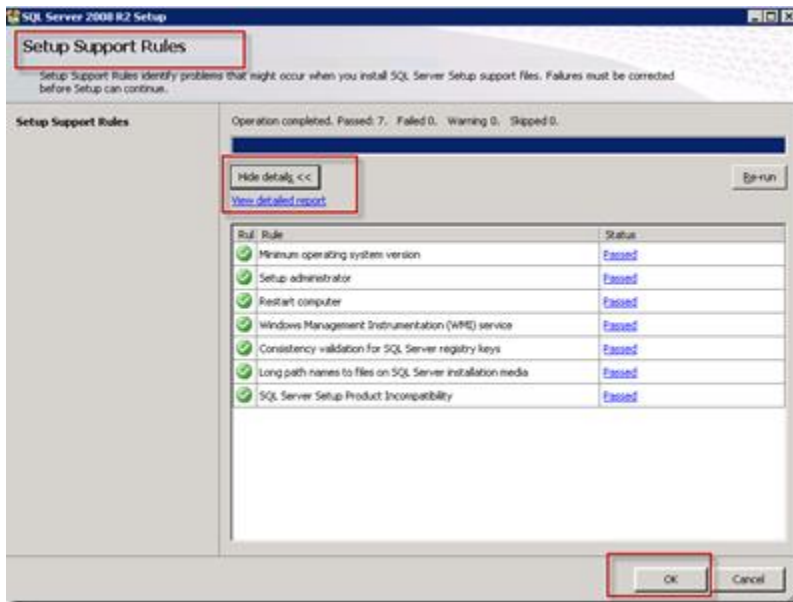 SQL Server 2008 R2 Setup
Setup Support Rules
Setup Support Rules identify problems that might occur when you install SQL Server Setup support files. Failures must be corrected
before Setup can continue.
Setup Support Rules
Operation completed. Passed: 7. Failed 0. Warning 0. Skipped 0.
Hide details <<
Re-run
View detailed report
Rul Rule Status
Minimum operating system version Passed
Setup administrator Passed
Restart computer Passed
Windows Management Instrumentation (WMI) service Passed
Consistency validation for SQL Server registry keys Passed
Long path names to files on SQL Server installation media Passed
SQL Server Setup Product Incompatibility Passed
OK Cancel